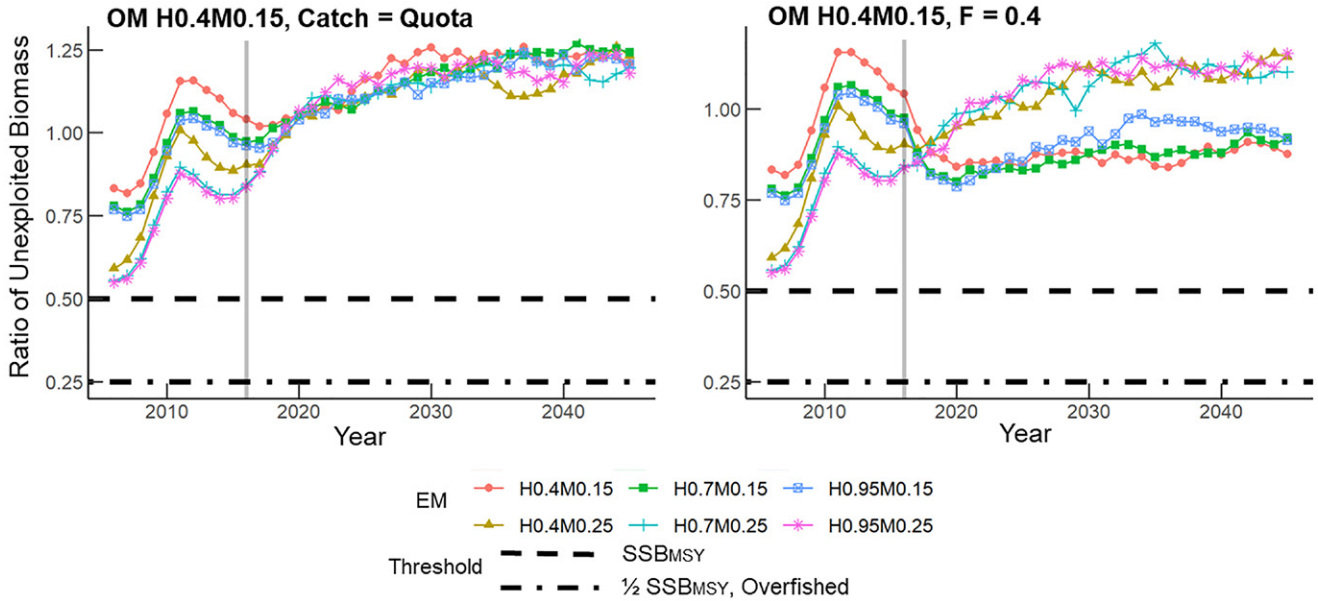 OM H0.4M0.15, Catch = Quota
OM H0.4M0.15, F = 0.4
Ratio of Unexploited Biomass
1.25
1.00
0.75
0.50
0.25
2010
2020
2030
2040
Year
1.00
0.75
0.50
0.25
2010
2020
2030
2040
Year
EM
H0.4M0.15
H0.7M0.15
H0.95M0.15
H0.4M0.25
H0.7M0.25
H0.95M0.25
Threshold
SSBMSY
½ SSBMSY, Overfished